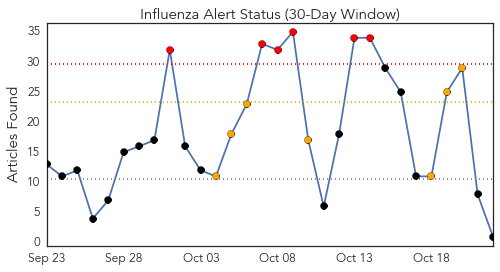 Influenza Alert Status (30-Day Window)
Articles Found
35
30
25
20
15
10
5
0
Sep 23 Sep 28 Oct 03 Oct 08 Oct 13 Oct 18